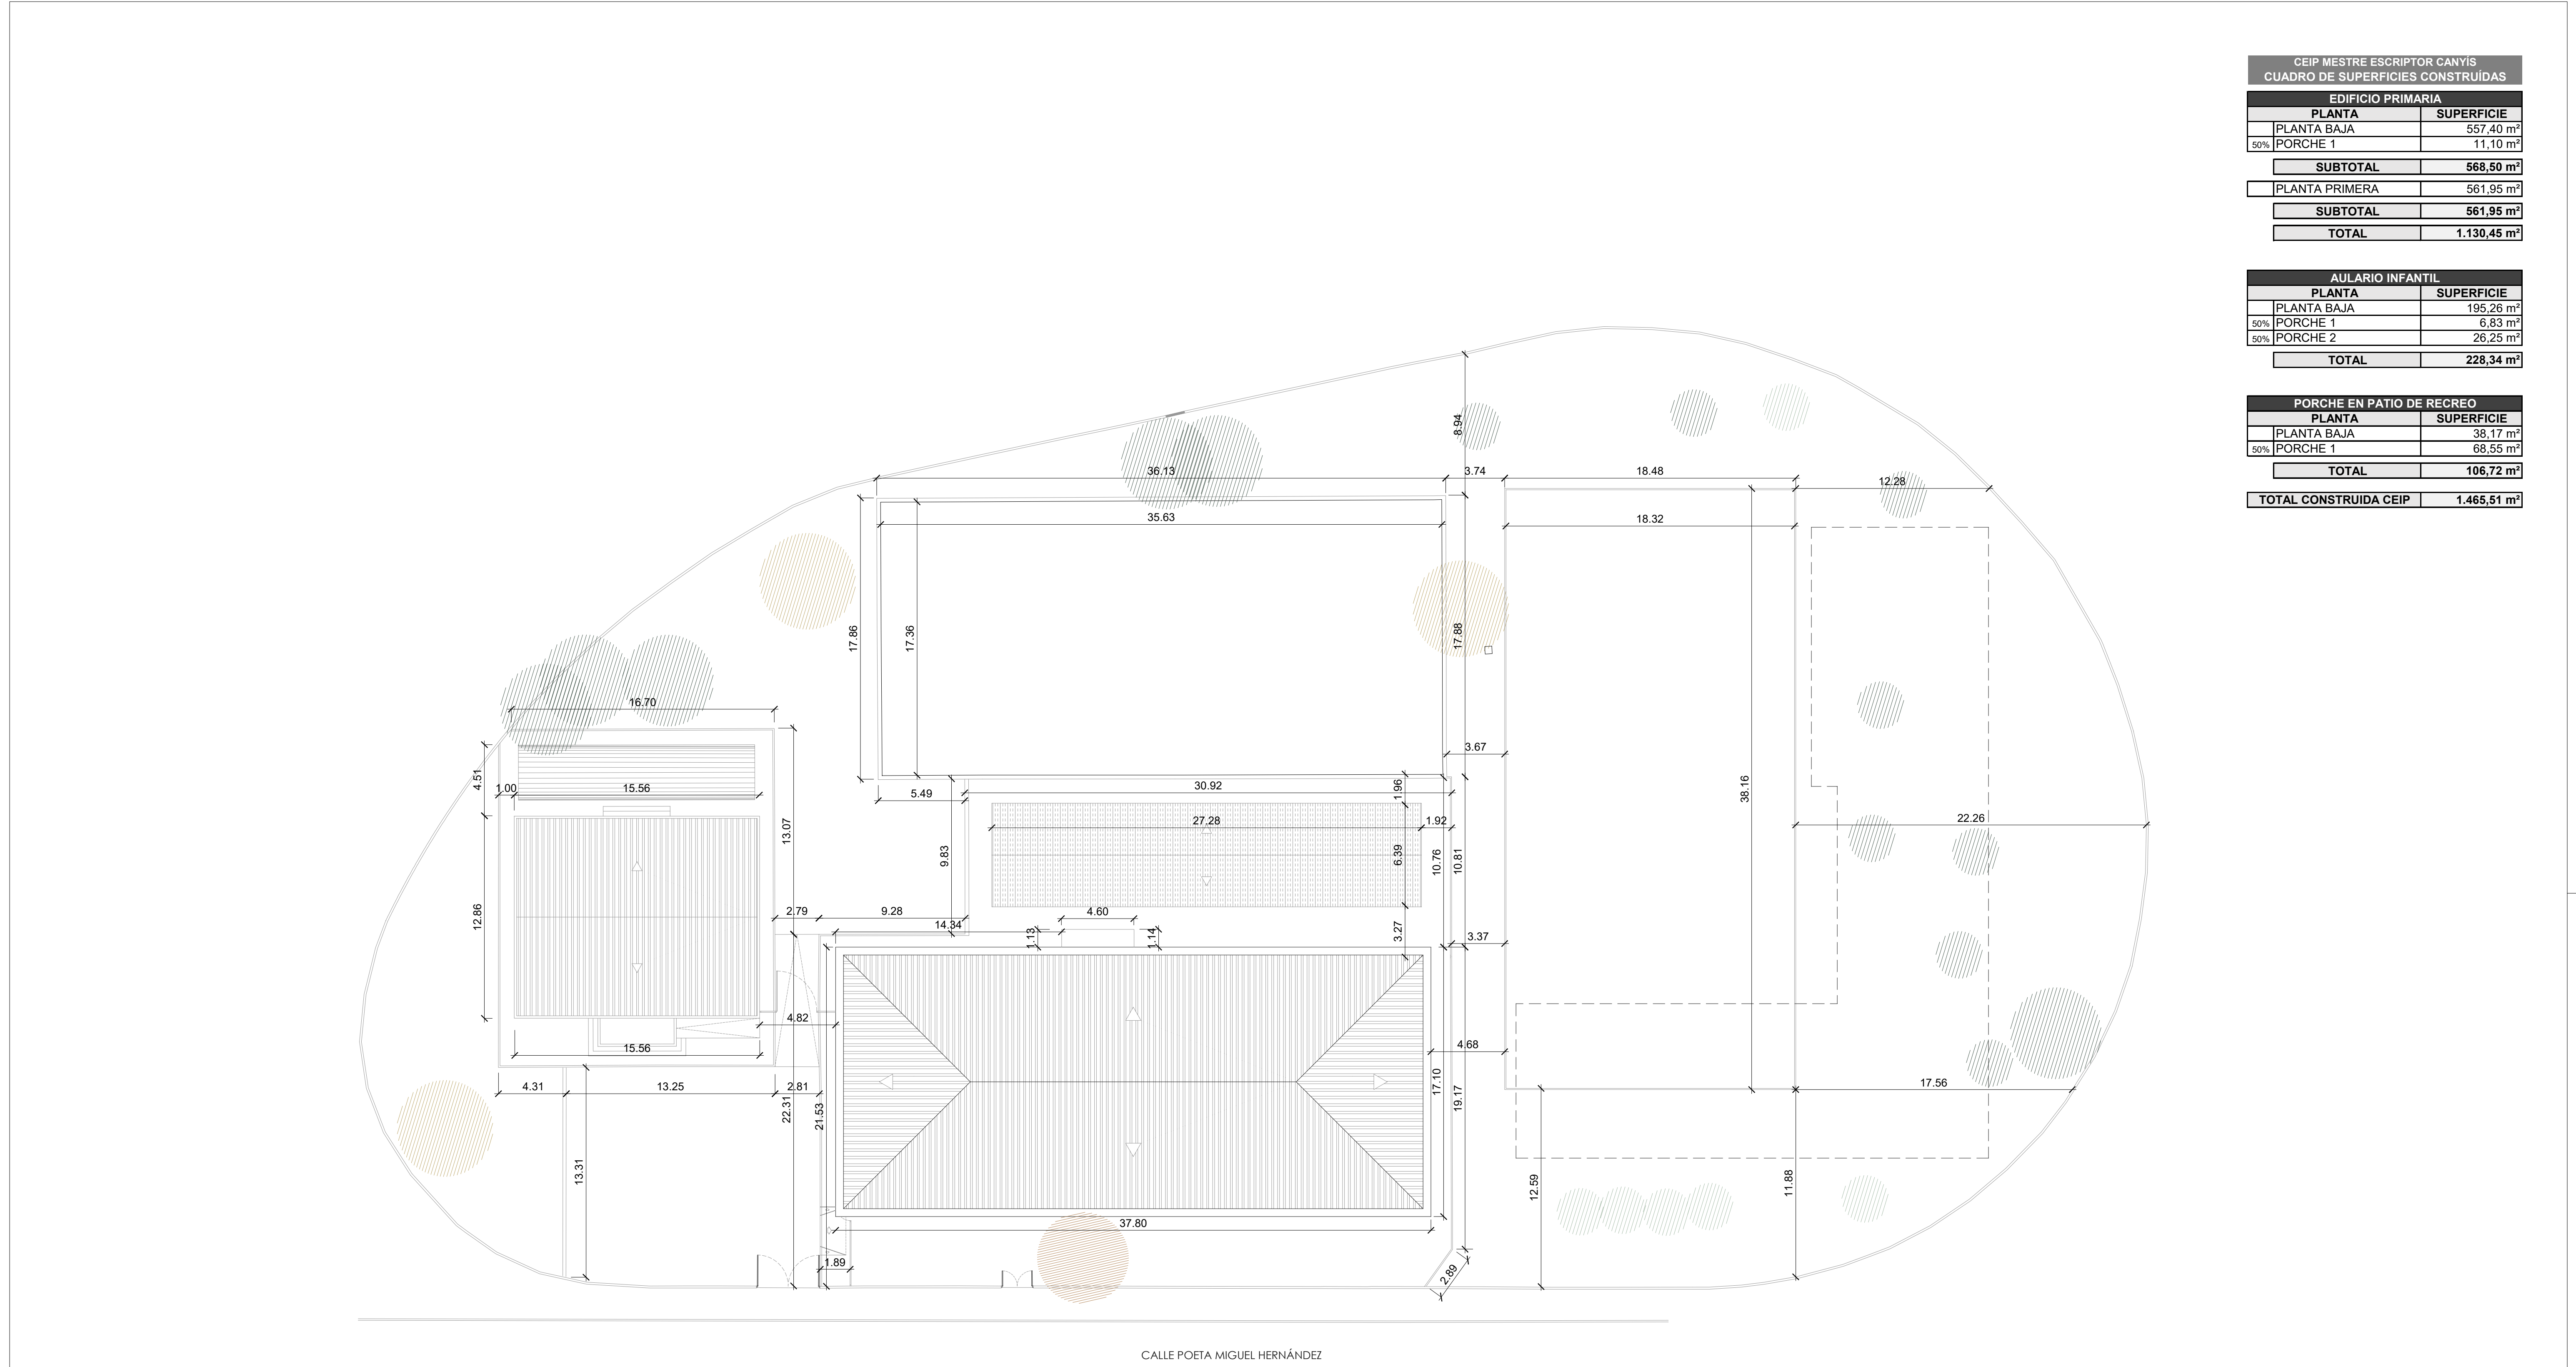 CEIP MESTRE ESCRIPTOR CANYÍS
CUADRO DE SUPERFICIES CONSTRUÍDAS
EDIFICIO PRIMARIA
PLANTA SUPERFICIE
PLANTA BAJA 557,40 m²
50% PORCHE 1 11,10 m²
SUBTOTAL 568,50 m²
PLANTA PRIMERA 561,95 m²
SUBTOTAL 561,95 m²
TOTAL 1.130,45 m²
AULARIO INFANTIL
PLANTA SUPERFICIE
PLANTA BAJA 195,26 m²
50% PORCHE 1 6,83 m²
50% PORCHE 2 26,25 m²
TOTAL 228,34 m²
PORCHE EN PATIO DE RECREO
PLANTA SUPERFICIE
PLANTA BAJA 38,17 m²
50% PORCHE 1 68,55 m²
TOTAL 106,72 m²
TOTAL CONSTRUIDA CEIP 1.465,51 m²
8.94
36.13
3.74
18.48
12.28
35.63
18.32
17.86
17.36
17.88
16.70
3.67
4.51
1.00
15.56
5.49
30.92
1.96
38.16
13.07
27.28
1.92
22.26
9.83
6.39
10.76
10.81
12.86
2.79
9.28
4.60
14.34
1.13
1.14
3.27
3.37
4.82
15.56
4.68
4.31
13.25
2.81
22.31
21.53
17.10
19.17
17.56
13.31
12.59
11.88
37.80
1.89
2.89
CALLE POETA MIGUEL HERNÁNDEZ